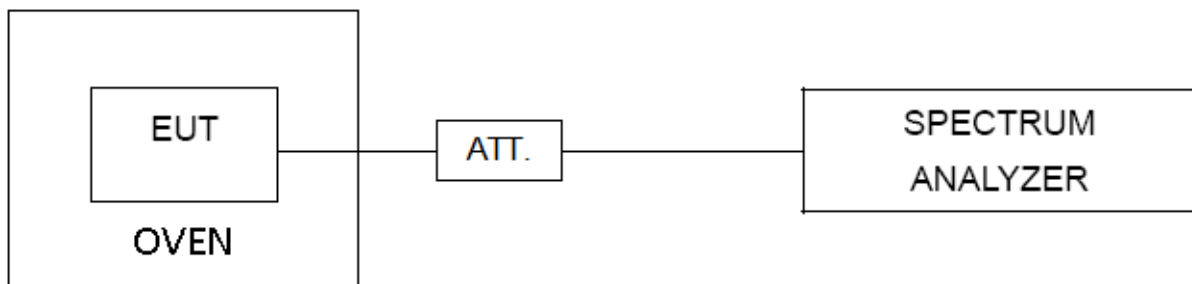 EUT
OVEN
ATT.
SPECTRUM
ANALYZER